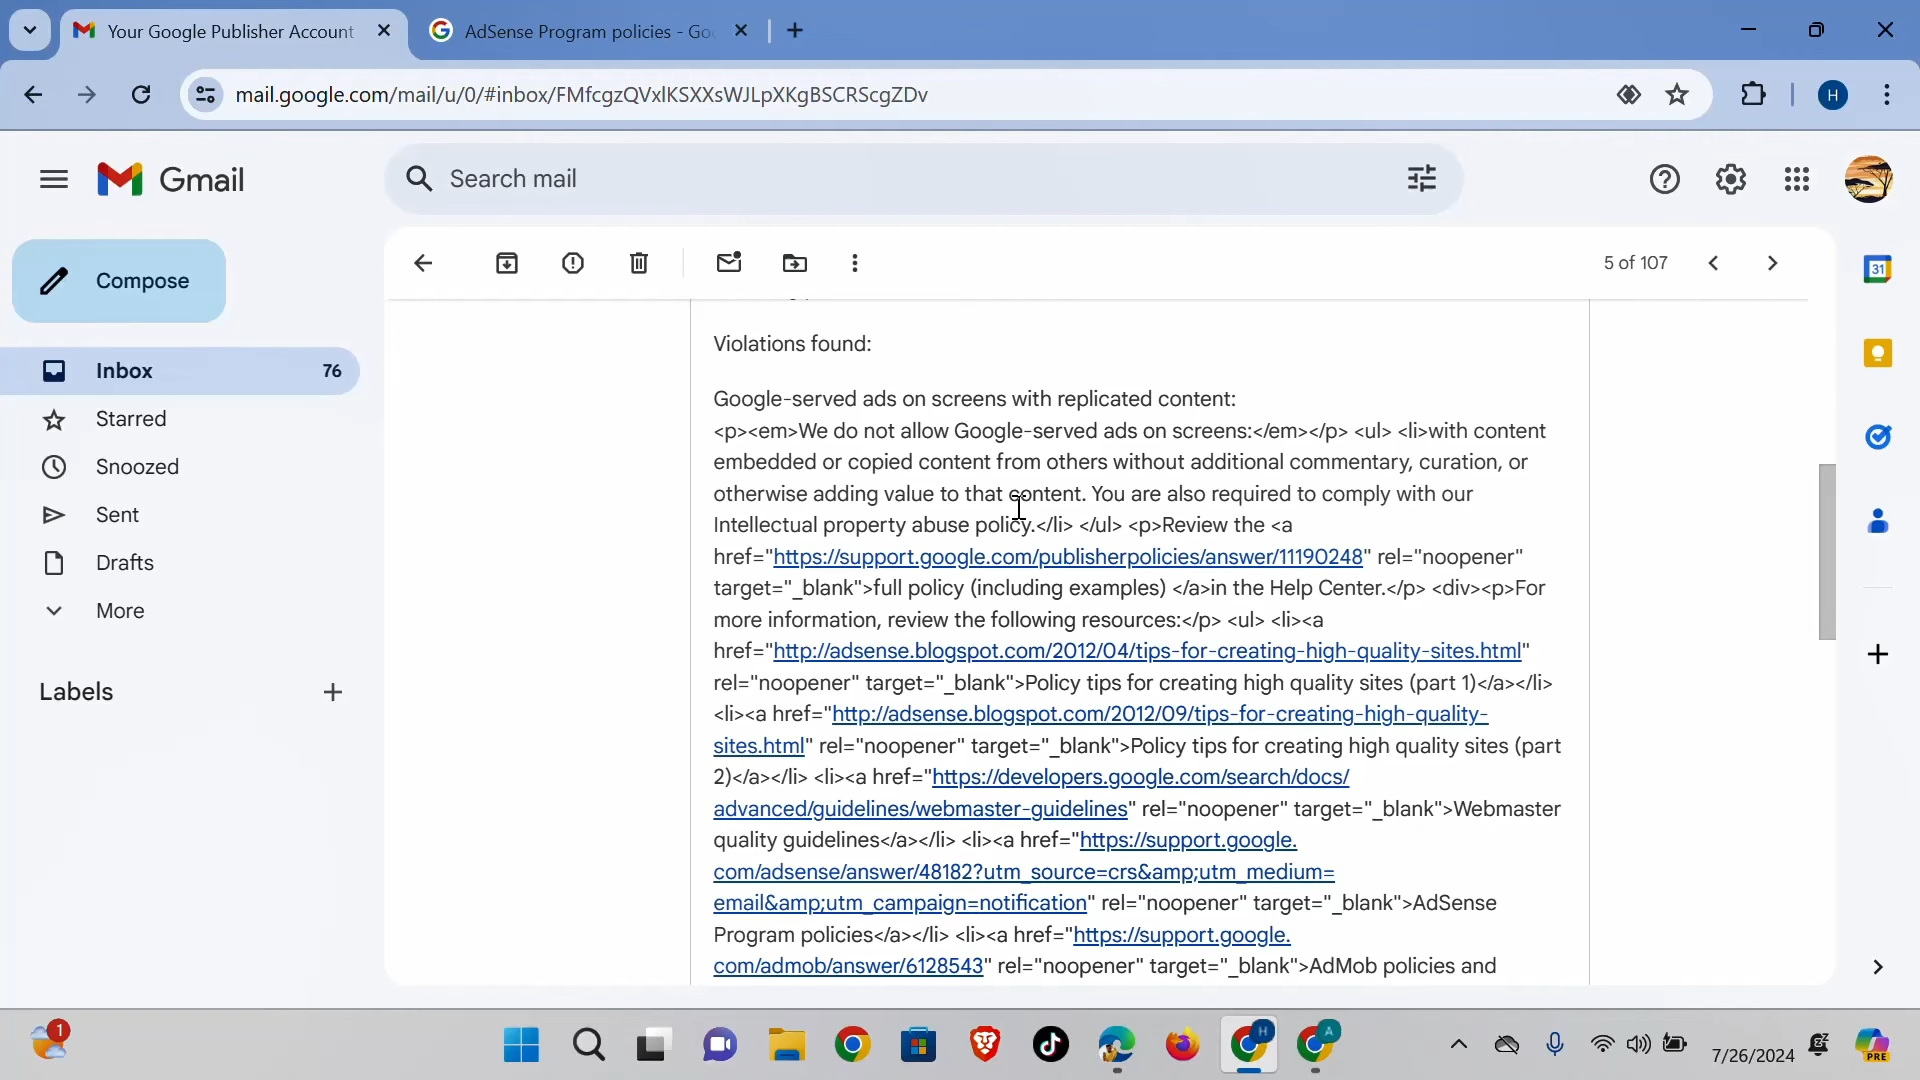 Your Google Publisher Account
AdSense Program policies - Goo
mail.google.com/mail/u/0/#inbox/FMfcgzQVxlKSXXsWJLpXKgBSCRScgZDv
H
Gmail
Search mail
Compose
5 of 107
31
Inbox 76
Starred
Snoozed
Sent
Drafts
More
Labels
Violations found:
Google-served ads on screens with replicated content:
<p><em>We do not allow Google-served ads on screens:</em></p> <ul> <li>with content
embedded or copied content from others without additional commentary, curation, or
otherwise adding value to that content. You are also required to comply with our
Intellectual property abuse policy.</li> </ul> <p>Review the <a
href="https://support.google.com/publisherpolicies/answer/11190248" rel="noopener"
target="_blank">full policy (including examples) </a>in the Help Center.</p> <div><p>For
more information, review the following resources:</p> <ul> <li><a
href="http://adsense.blogspot.com/2012/04/tips-for-creating-high-quality-sites.html"
rel="noopener" target="_blank">Policy tips for creating high quality sites (part 1)</a></li>
<li><a href="http://adsense.blogspot.com/2012/09/tips-for-creating-high-quality-
sites.html" rel="noopener" target="_blank">Policy tips for creating high quality sites (part
2)</a></li> <li><a href="https://developers.google.com/search/docs/
advanced/guidelines/webmaster-guidelines" rel="noopener" target="_blank">Webmaster
quality guidelines</a></li> <li><a href="https://support.google.
com/adsense/answer/48182?utm_source=crs&amp;utm_medium=
email&amp;utm_campaign=notification" rel="noopener" target="_blank">AdSense
Program policies</a></li> <li><a href="https://support.google.
com/admob/answer/6128543" rel="noopener" target="_blank">AdMob policies and
1
H
A
7/26/2024
PRE